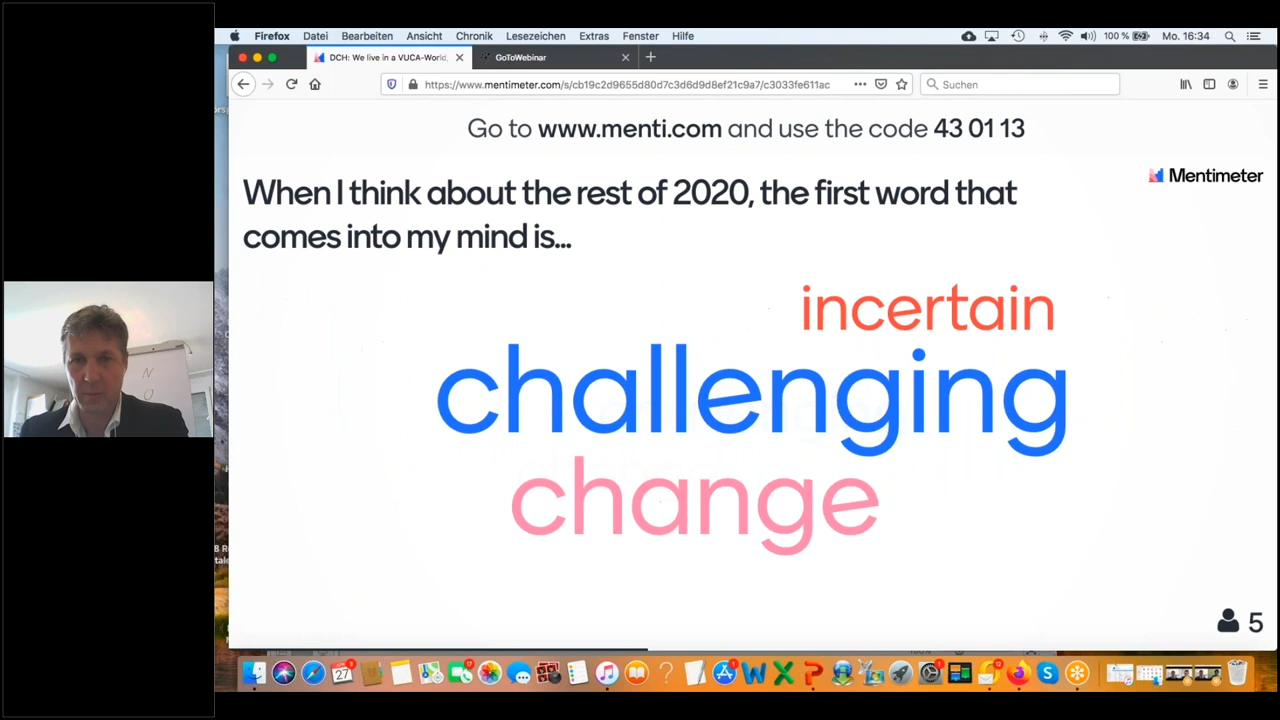 Firefox Datei Bearbeiten Ansicht Chronik Lesezeichen Extras Fenster Hilfe 100 % Mo. 16:34
DCH: We live in a VUCA-World, GoToWebinar
https://www.mentimeter.com/s/cb19c2d9655d80d7c3d6d9d8ef21c9a7/c3033fe611ac Suchen
Go to www.menti.com and use the code 43 01 13
Mentimeter
When I think about the rest of 2020, the first word that
comes into my mind is...
incertain
challenging
change
N
O
5